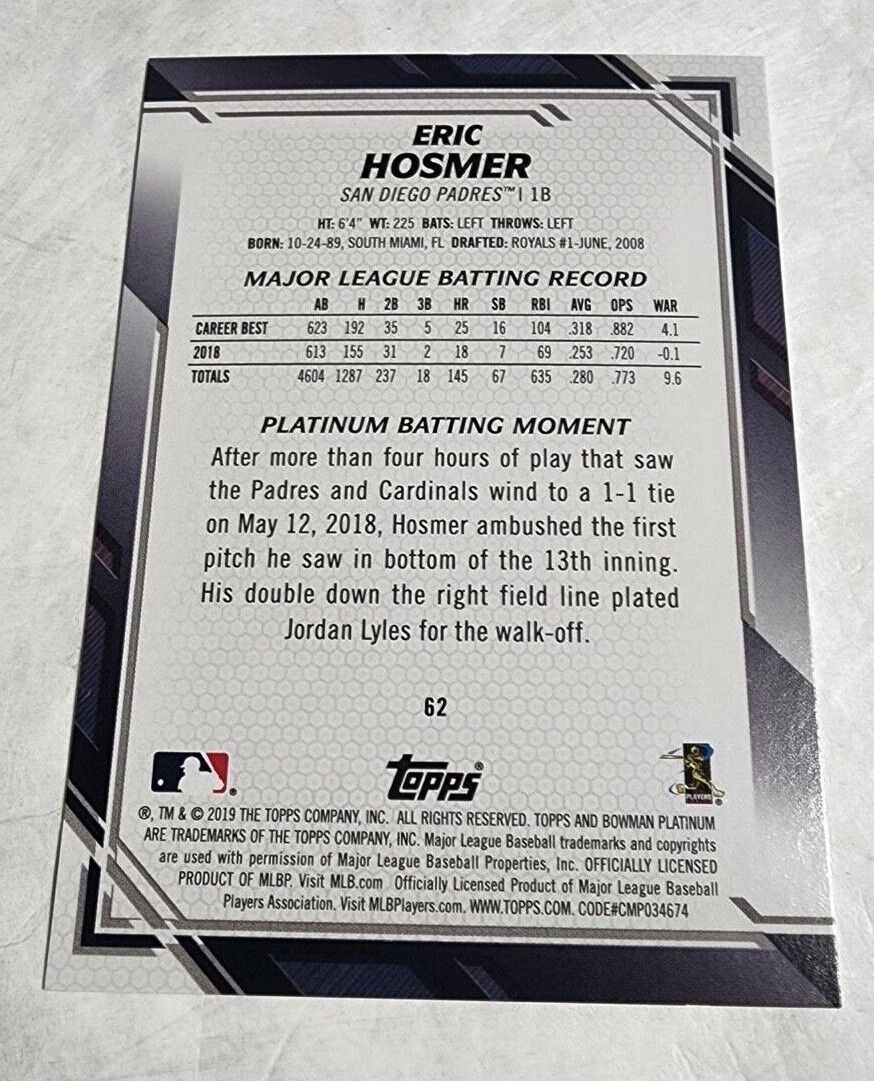 ERIC
HOSMER
SAN DIEGO PADRES™ | 1B
HT: 6'4" WT: 225 BATS: LEFT THROWS: LEFT
BORN: 10-24-89, SOUTH MIAMI, FL DRAFTED: ROYALS #1-JUNE, 2008
MAJOR LEAGUE BATTING RECORD
AB H 2B 3B HR SB RBI AVG OPS WAR
CAREER BEST 623 192 35 5 25 16 104 .318 .882 4.1
2018 613 155 31 2 18 7 69 .253 .720 -0.1
TOTALS 4604 1287 237 18 145 67 635 .280 .773 9.6
PLATINUM BATTING MOMENT
After more than four hours of play that saw
the Padres and Cardinals wind to a 1-1 tie
on May 12, 2018, Hosmer ambushed the first
pitch he saw in bottom of the 13th inning.
His double down the right field line plated
Jordan Lyles for the walk-off.
62
®
Topps®
PLAYERS ®
®, TM & © 2019 THE TOPPS COMPANY, INC. ALL RIGHTS RESERVED. TOPPS AND BOWMAN PLATINUM
ARE TRADEMARKS OF THE TOPPS COMPANY, INC. Major League Baseball trademarks and copyrights
are used with permission of Major League Baseball Properties, Inc. OFFICIALLY LICENSED
PRODUCT OF MLBP. Visit MLB.com Officially Licensed Product of Major League Baseball
Players Association. Visit MLBPlayers.com. WWW.TOPPS.COM. CODE#CMP034674